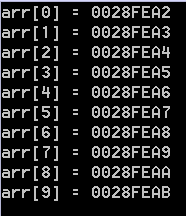 arr[0] = 0028FEA2
arr[1] = 0028FEA3
arr[2] = 0028FEA4
arr[3] = 0028FEA5
arr[4] = 0028FEA6
arr[5] = 0028FEA7
arr[6] = 0028FEA8
arr[7] = 0028FEA9
arr[8] = 0028FEAA
arr[9] = 0028FEAB